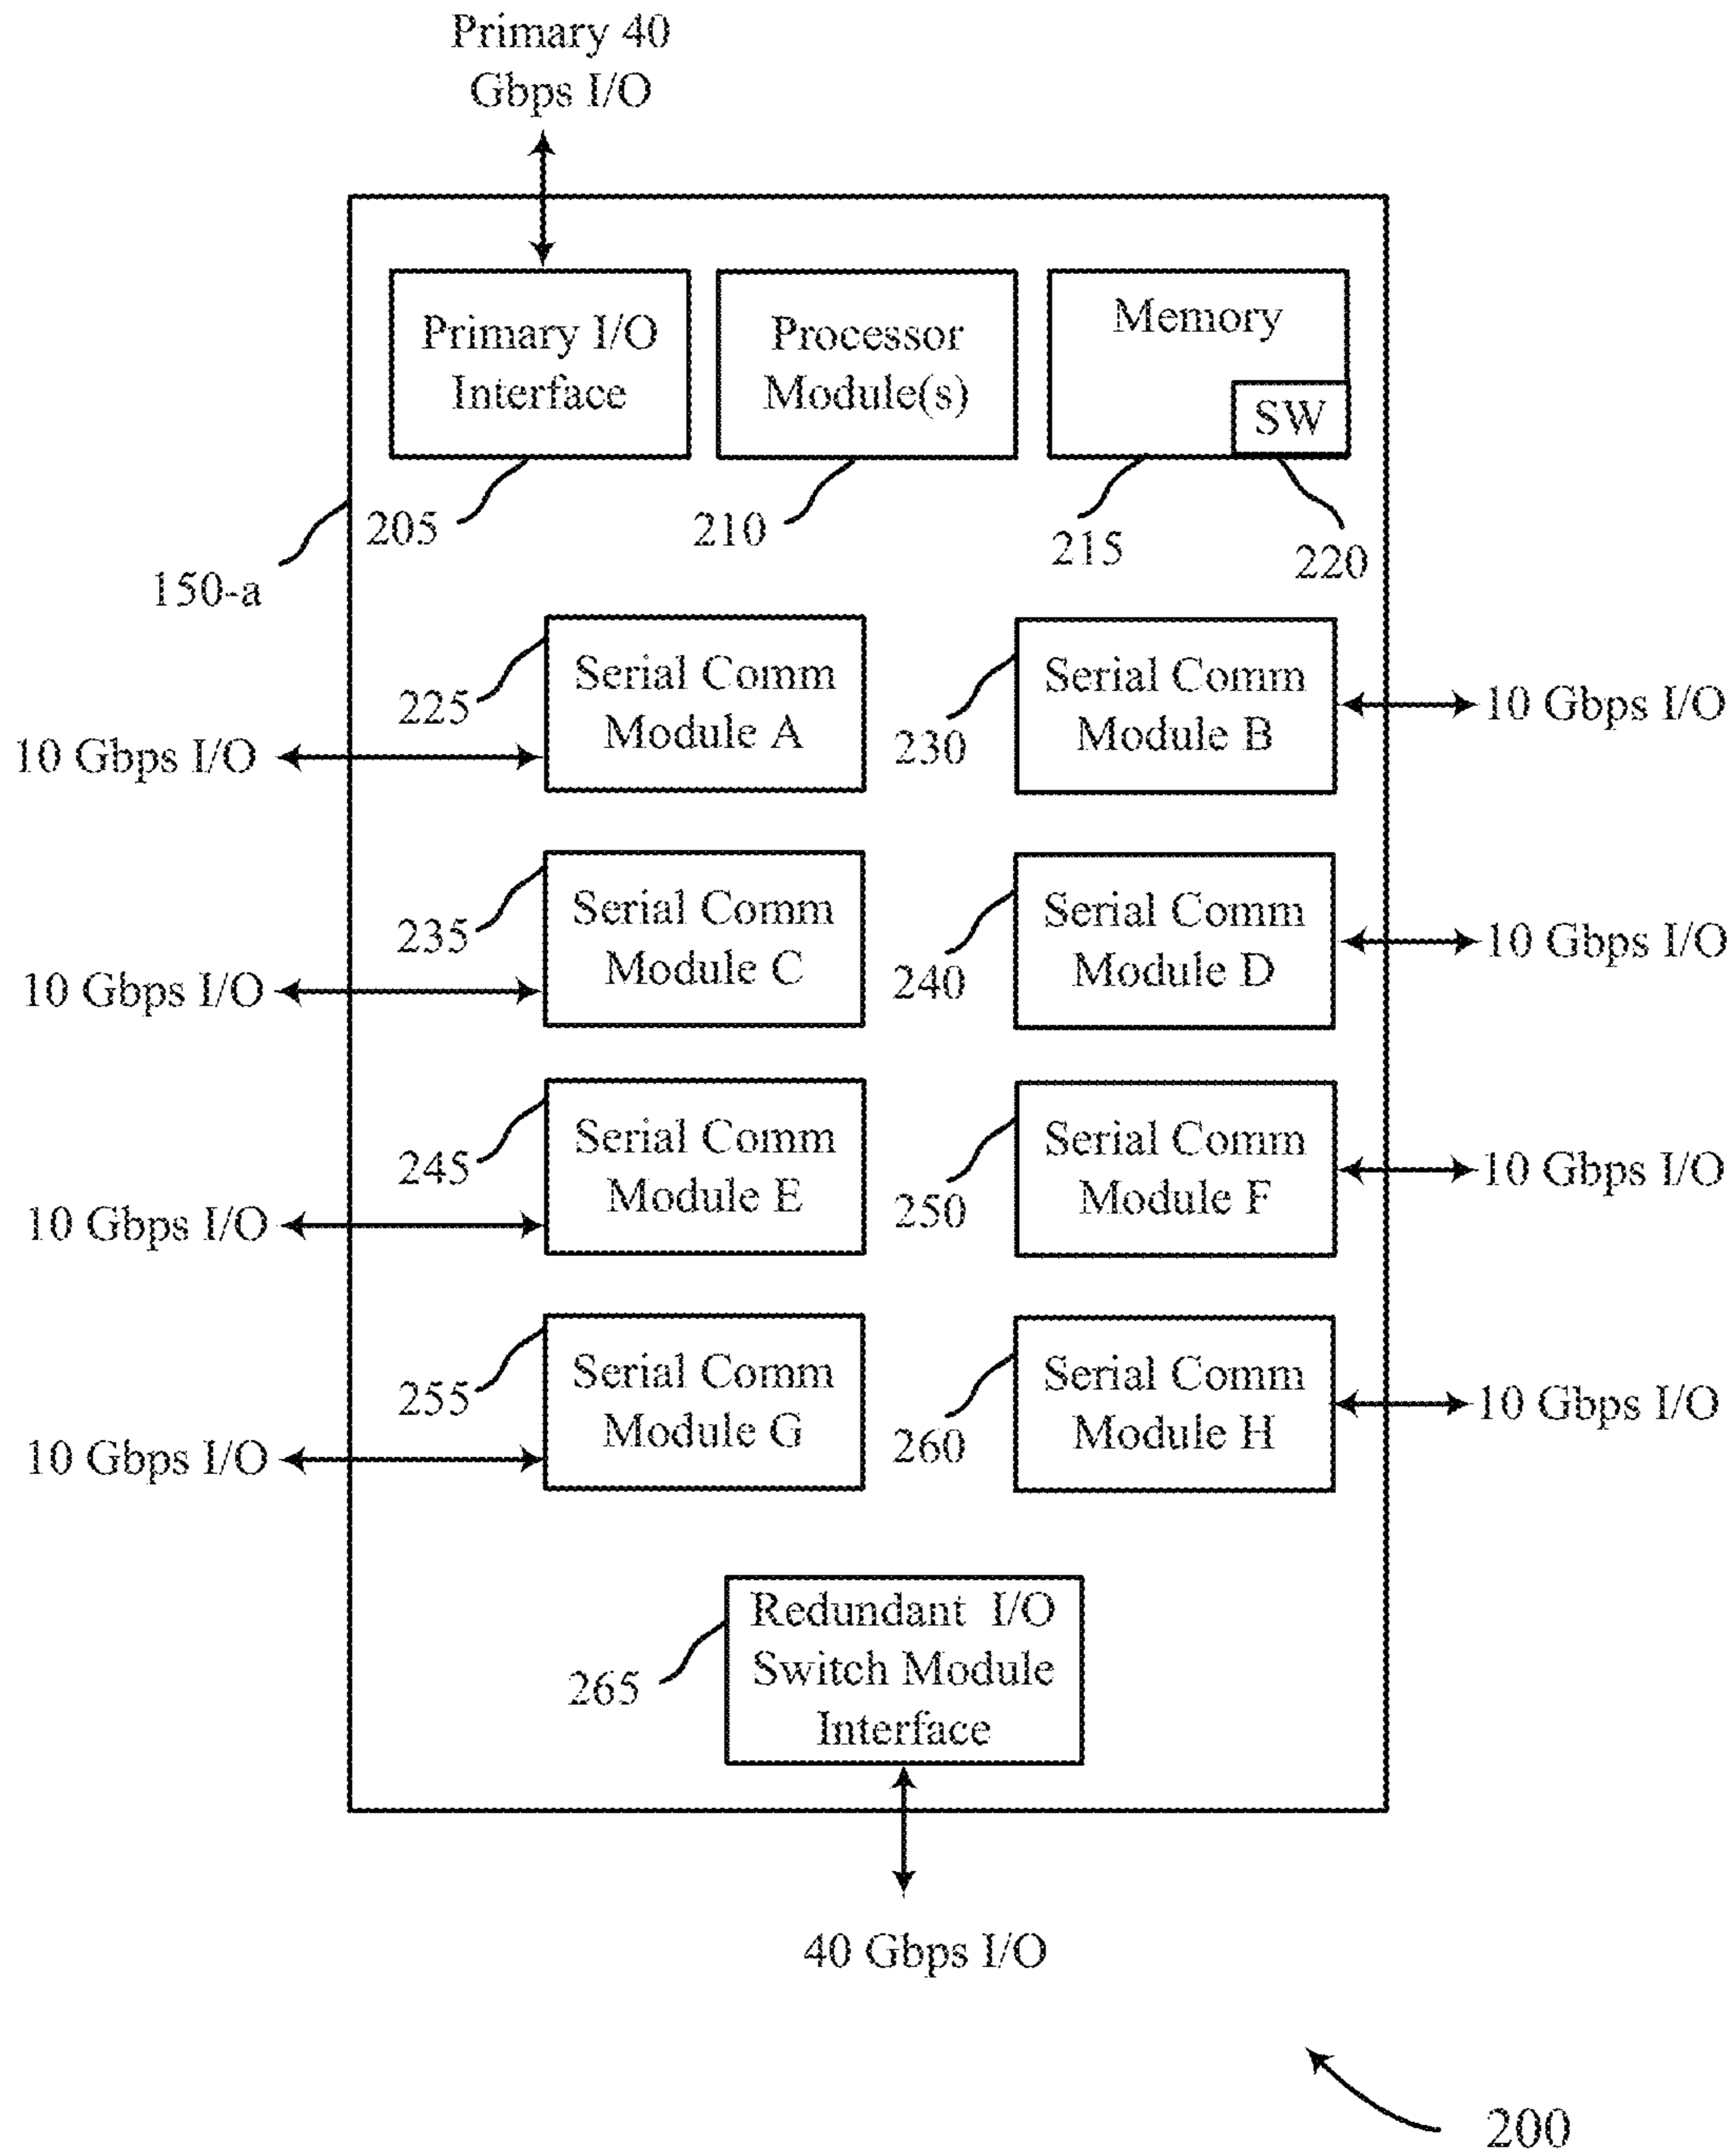 Primary 40
Gbps I/O
Primary I/O
Interface
Processor
Module(s)
Memory
SW
205
210
215
220
150-a
Serial Comm
Module A
225
10 Gbps I/O
Serial Comm
Module B
230
10 Gbps I/O
Serial Comm
Module C
235
10 Gbps I/O
Serial Comm
Module D
240
10 Gbps I/O
Serial Comm
Module E
245
10 Gbps I/O
Serial Comm
Module F
250
10 Gbps I/O
Serial Comm
Module G
255
10 Gbps I/O
Serial Comm
Module H
260
10 Gbps I/O
Redundant I/O
Switch Module
Interface
265
40 Gbps I/O
200